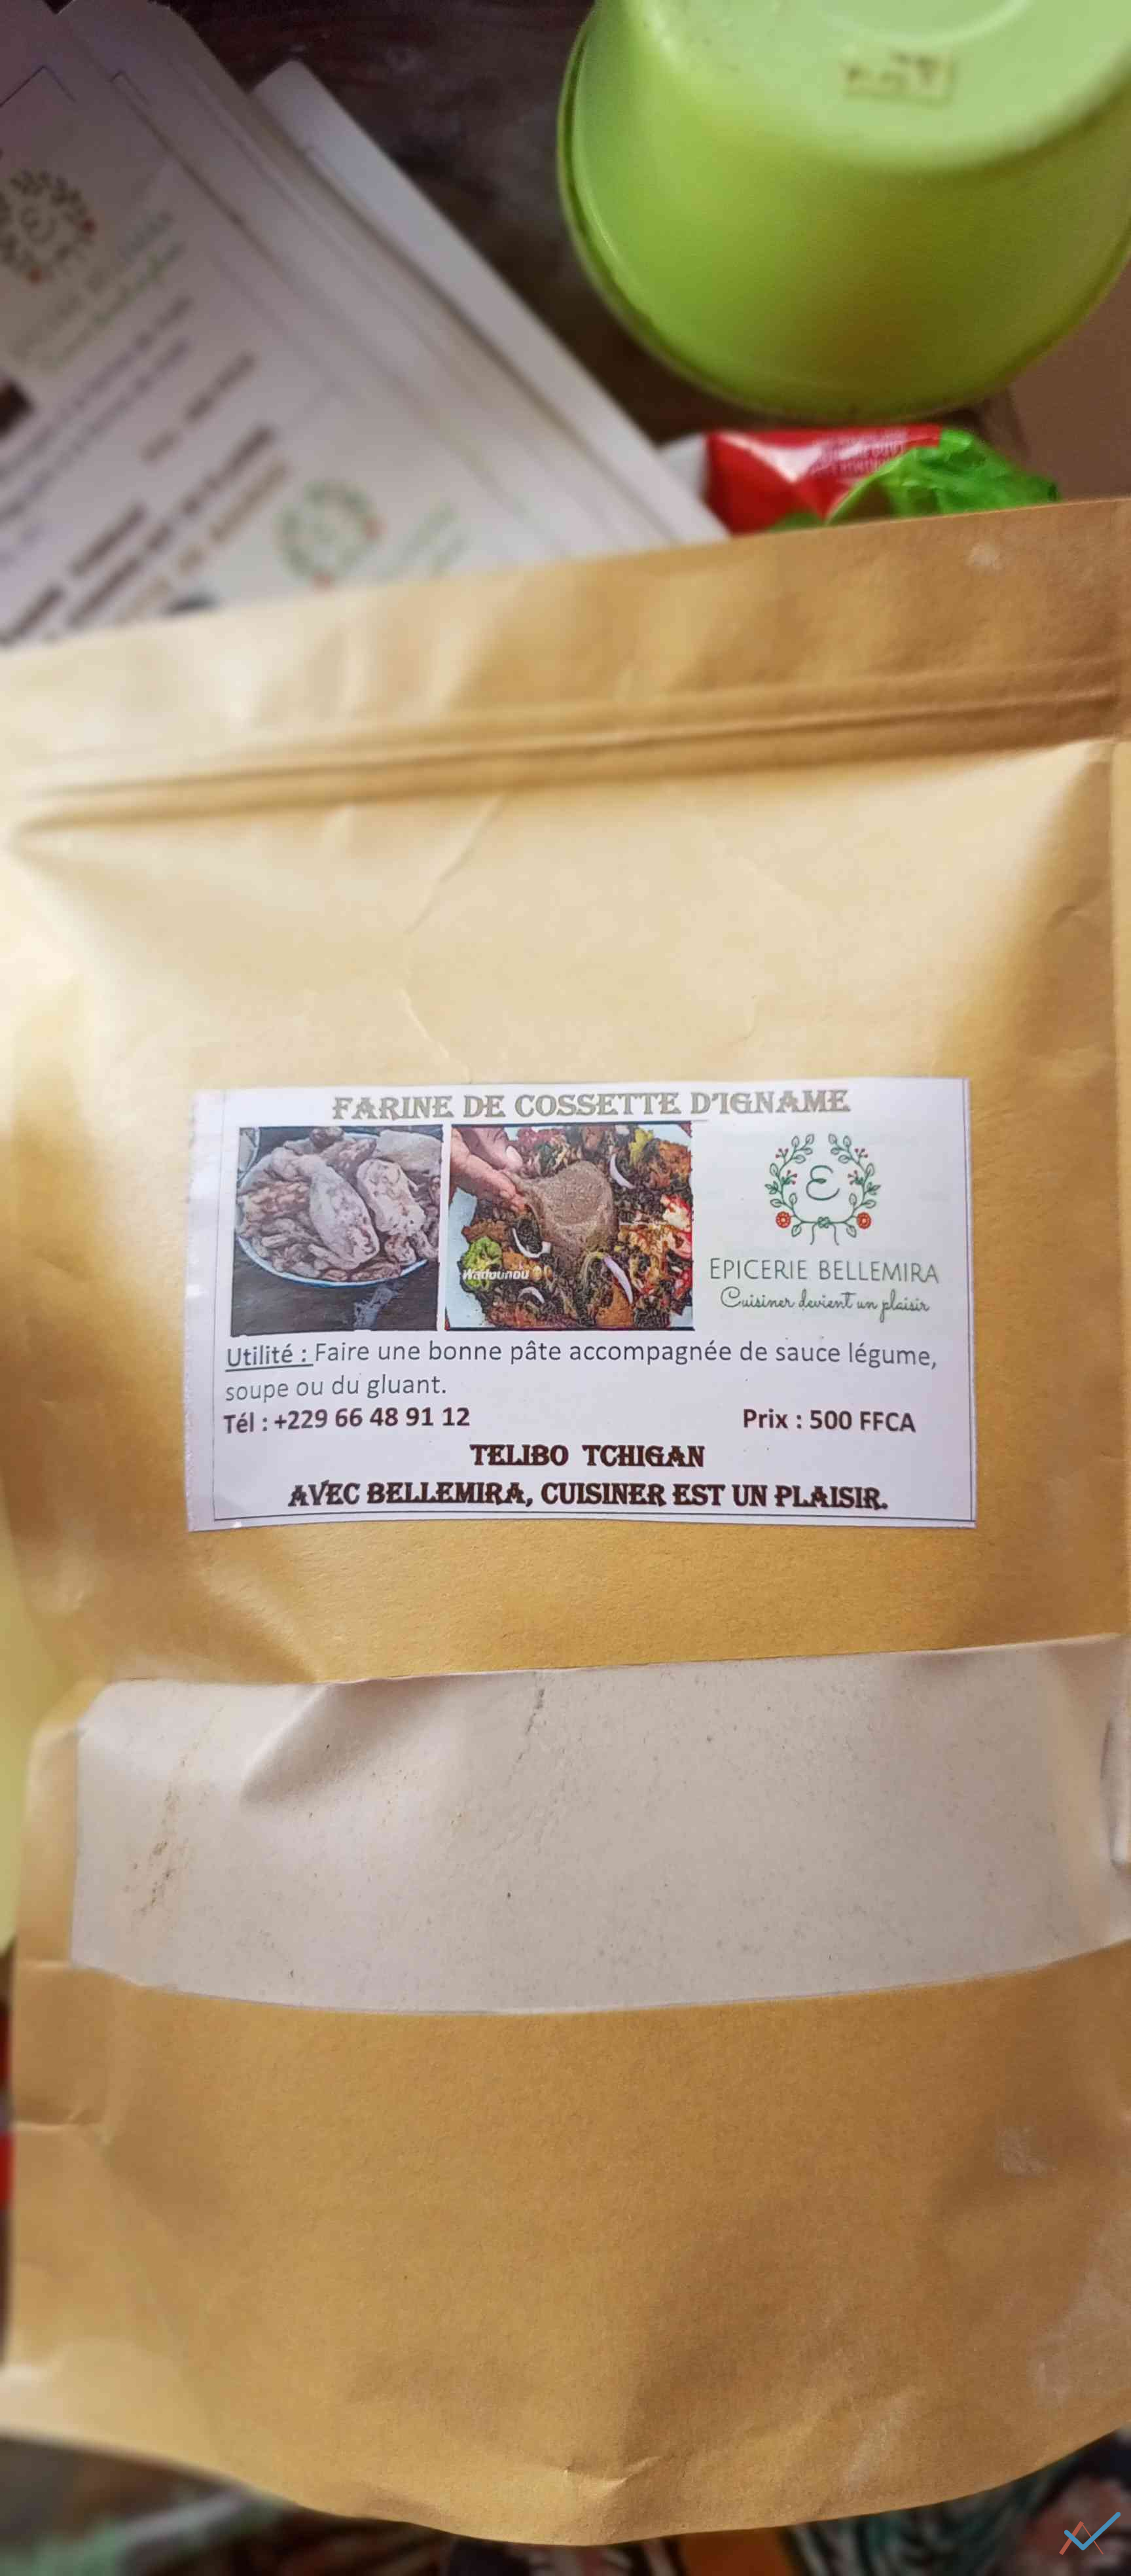 FARINE DE COSSETTE D'IGNAME
Wadounou
E
EPICERIE BELLEMIRA
Cuisiner devient un plaisir
Utilité : Faire une bonne pâte accompagnée de sauce légume,
soupe ou du gluant.
Tél : +229 66 48 91 12 Prix : 500 FFCA
TELIBO TCHIGAN
AVEC BELLEMIRA, CUISINER EST UN PLAISIR.